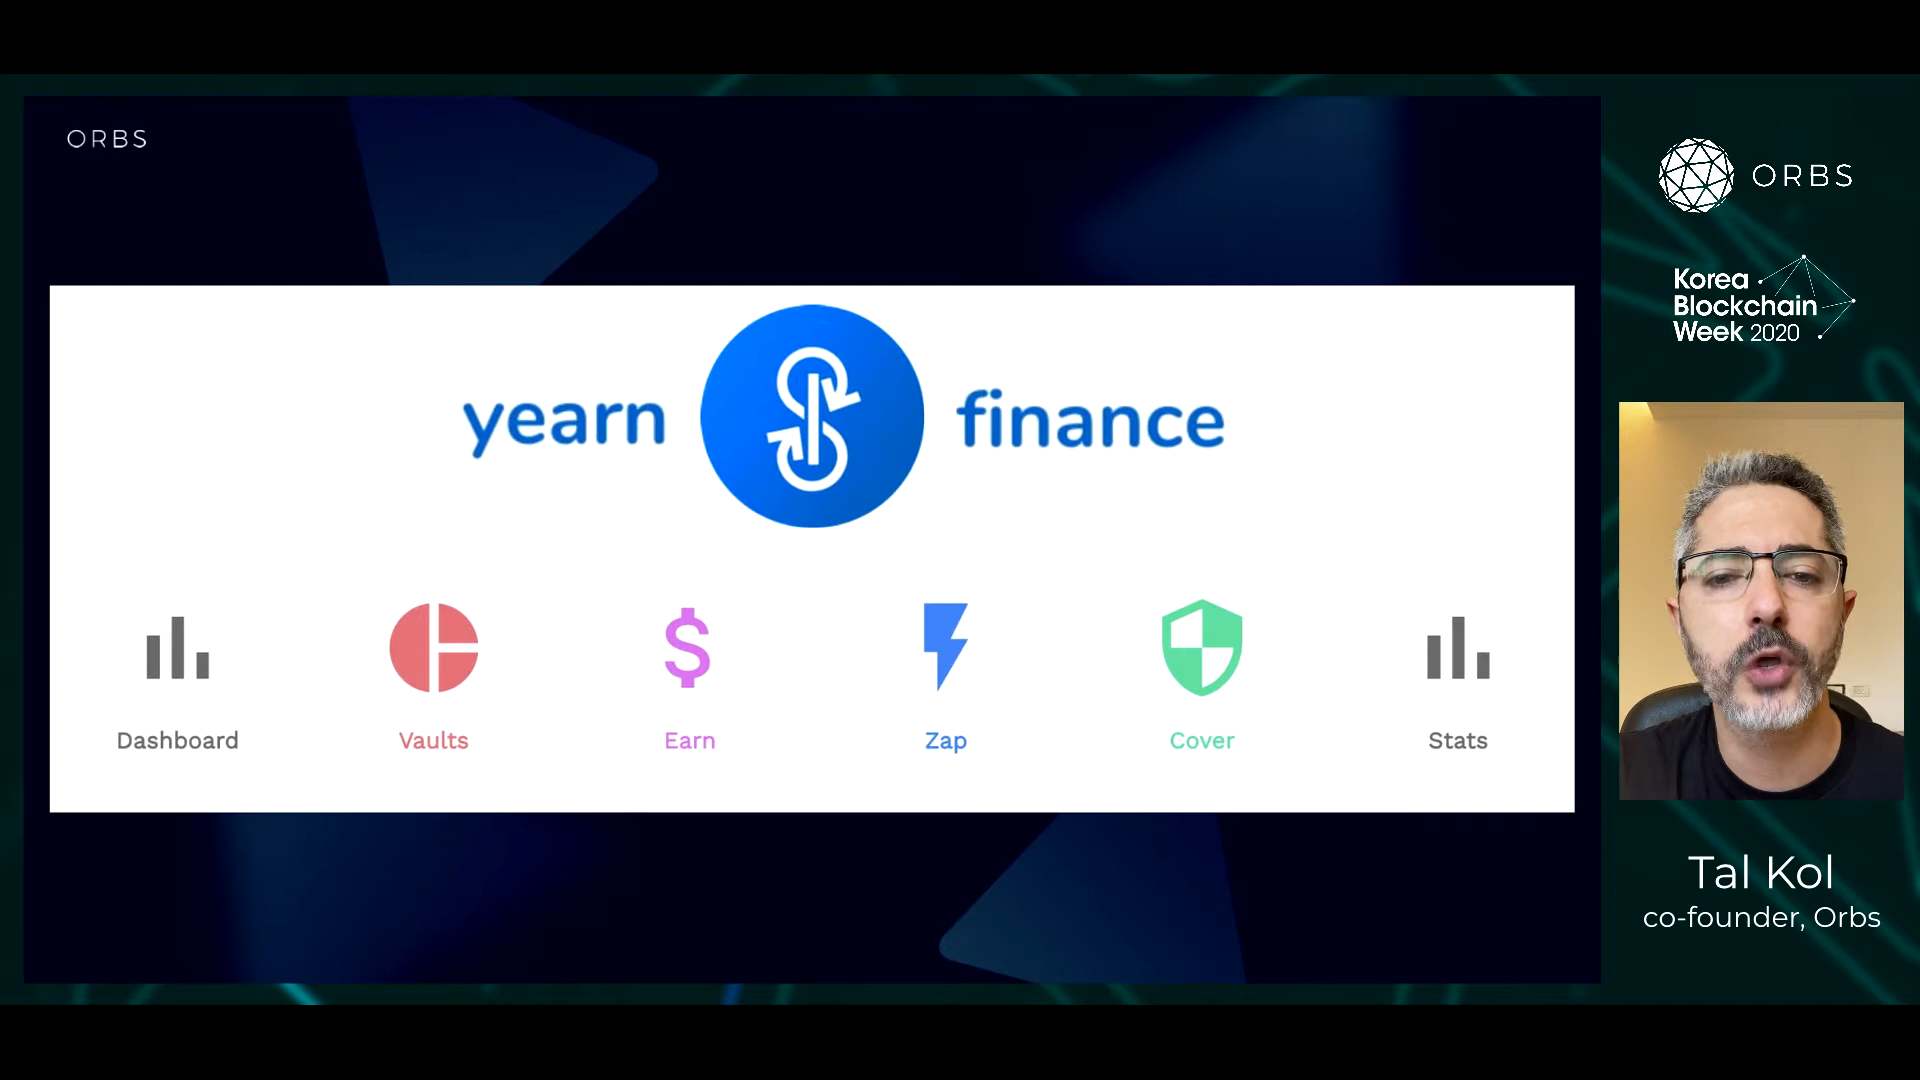 ORBS
yearn finance
Dashboard
Vaults
Earn
Zap
Cover
Stats
ORBS
Korea
Blockchain
Week 2020
Tal Kol
co-founder, Orbs